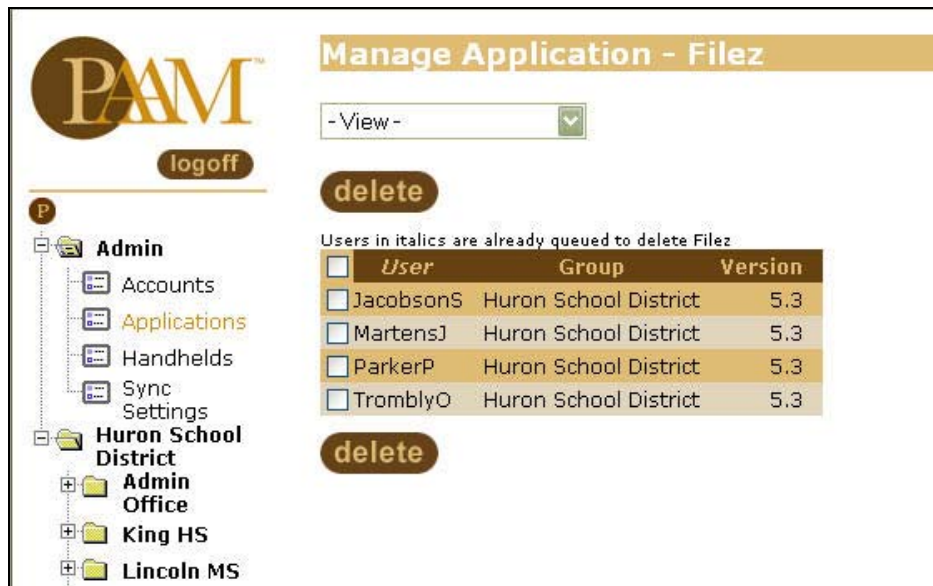 PAAM™
logoff
P
Admin
Accounts
Applications
Handhelds
Sync
Settings
Huron School
District
Admin
Office
King HS
Lincoln MS
Manage Application - Filez
- View -
delete
Users in italics are already queued to delete Filez
User Group Version
JacobsonS Huron School District 5.3
MartensJ Huron School District 5.3
ParkerP Huron School District 5.3
TromblyO Huron School District 5.3
delete